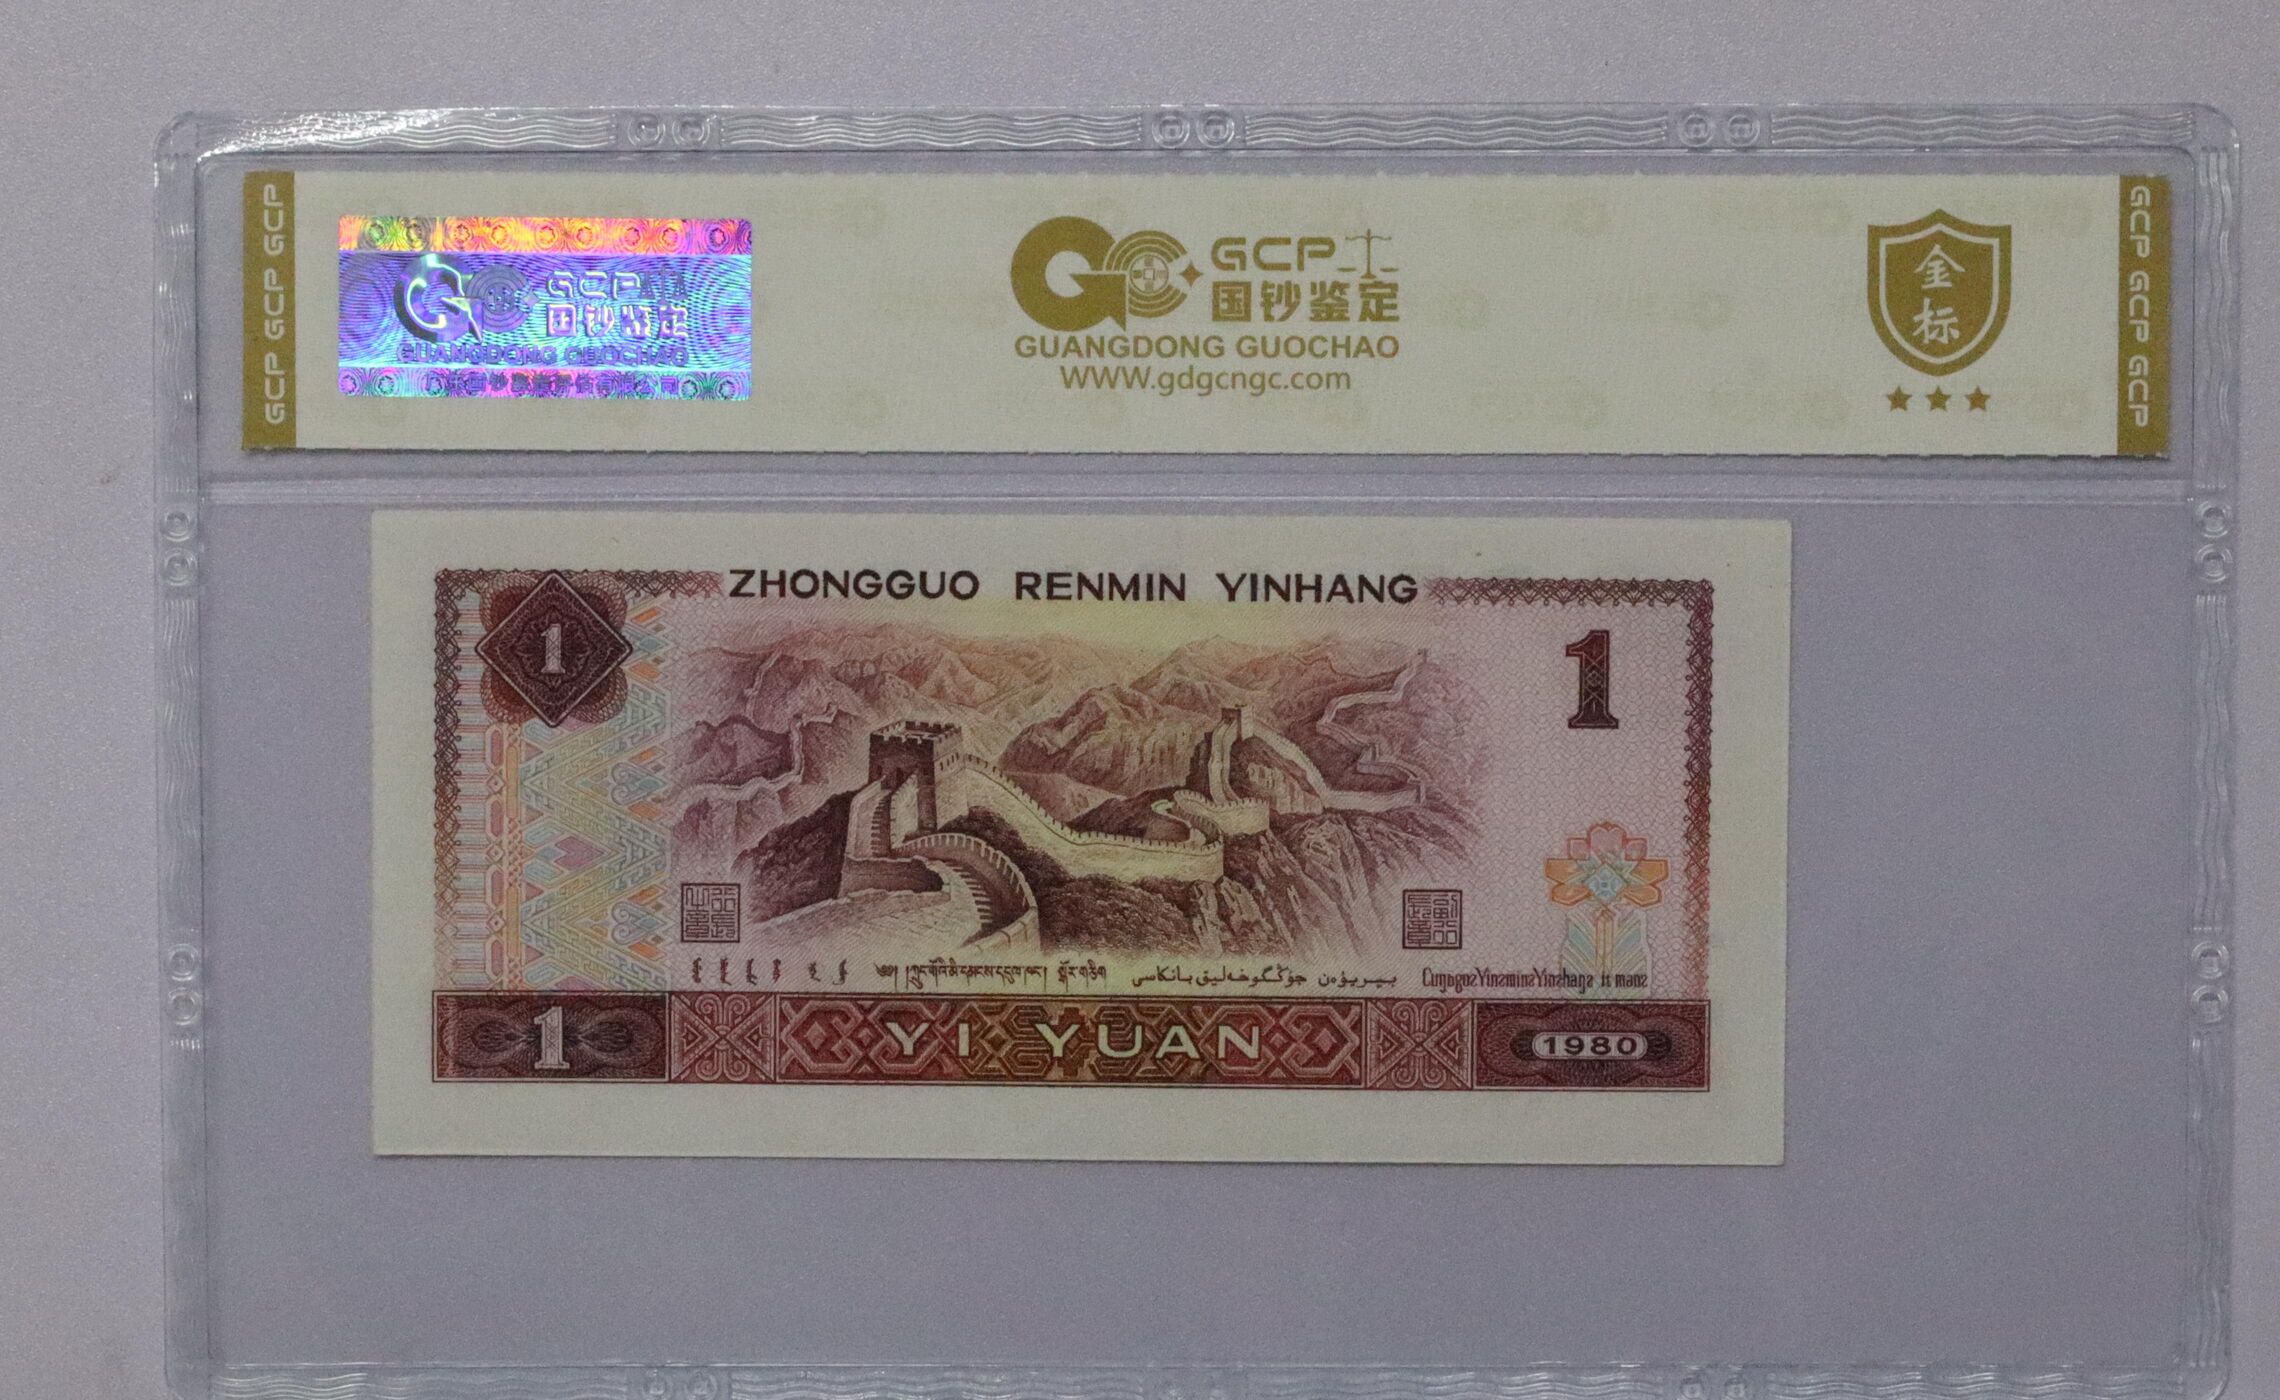 GCP GCP GCP
GCP
国钞鉴定
GUANGDONG GUOCHAO
GCP
国钞鉴定
GUANGDONG GUOCHAO
WWW.gdgcngc.com
金标
GCP GCP GCP
ZHONGGUO RENMIN YINHANG
1
1
1
YI YUAN
1980